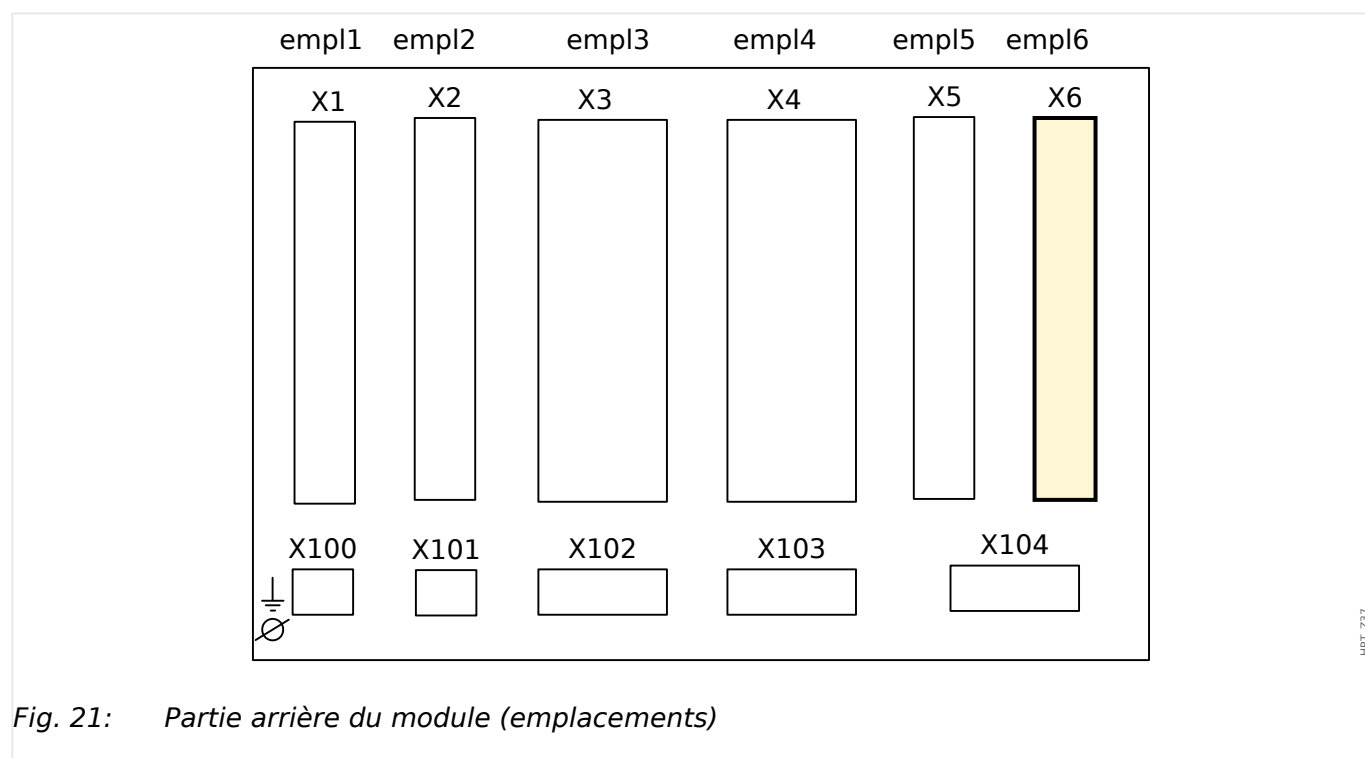 empl1 empl2 empl3 empl4 empl5 empl6
X1 X2 X3 X4 X5 X6
X100 X101 X102 X103 X104
Fig. 21: Partie arrière du module (emplacements)